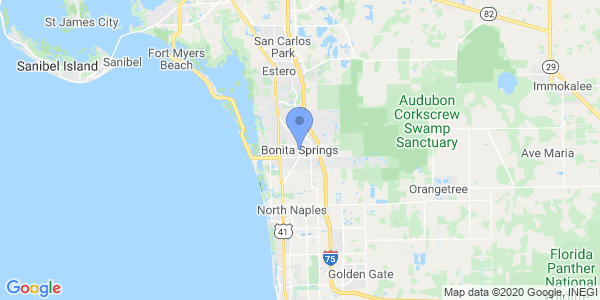 St James City
82
San Carlos
Park
Fort Myers
Beach
Sanibel
Sanibel Island
Estero
29
Immokalee
Audubon
Corkscrew
Swamp
Sanctuary
Bonita Springs
Ave Maria
Orangetree
North Naples
41
75
Golden Gate
Florida
Panther
National
Google
Map data ©2020 Google, INEGI